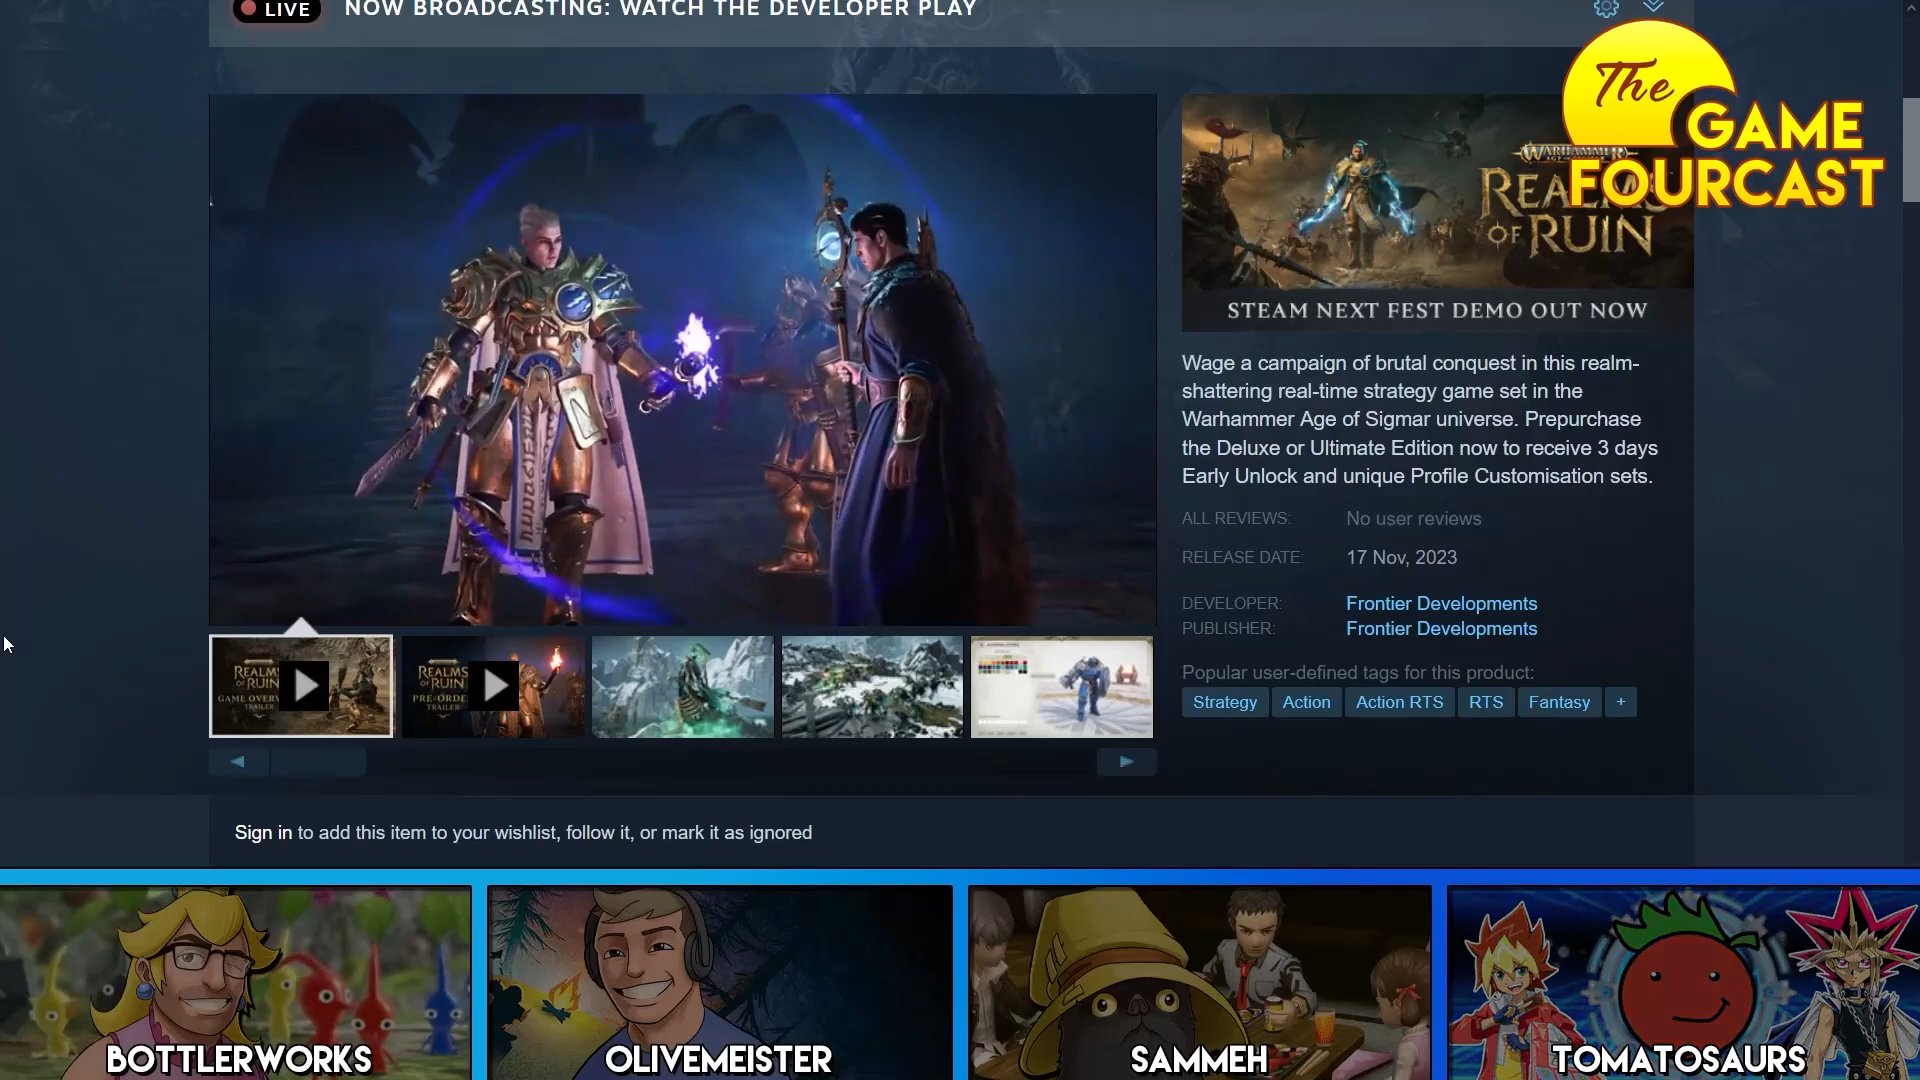 LIVE
NOW BROADCASTING: WATCH THE DEVELOPER PLAY
The
GAME
FOURCAST
WARHAMMER
REALMS
OF RUIN
STEAM NEXT FEST DEMO OUT NOW
Wage a campaign of brutal conquest in this realm-
shattering real-time strategy game set in the
Warhammer Age of Sigmar universe. Prepurchase
the Deluxe or Ultimate Edition now to receive 3 days
Early Unlock and unique Profile Customisation sets.
ALL REVIEWS: No user reviews
RELEASE DATE: 17 Nov, 2023
DEVELOPER: Frontier Developments
PUBLISHER: Frontier Developments
Popular user-defined tags for this product:
Strategy Action Action RTS RTS Fantasy +
REALMS
OF RUIN
TRAILER
REALMS
OF RUIN
PRE-ORDER
TRAILER
Sign in to add this item to your wishlist, follow it, or mark it as ignored
BOTTLERWORKS
OLIVEMEISTER
SAMMEH
TOMATOSAURS